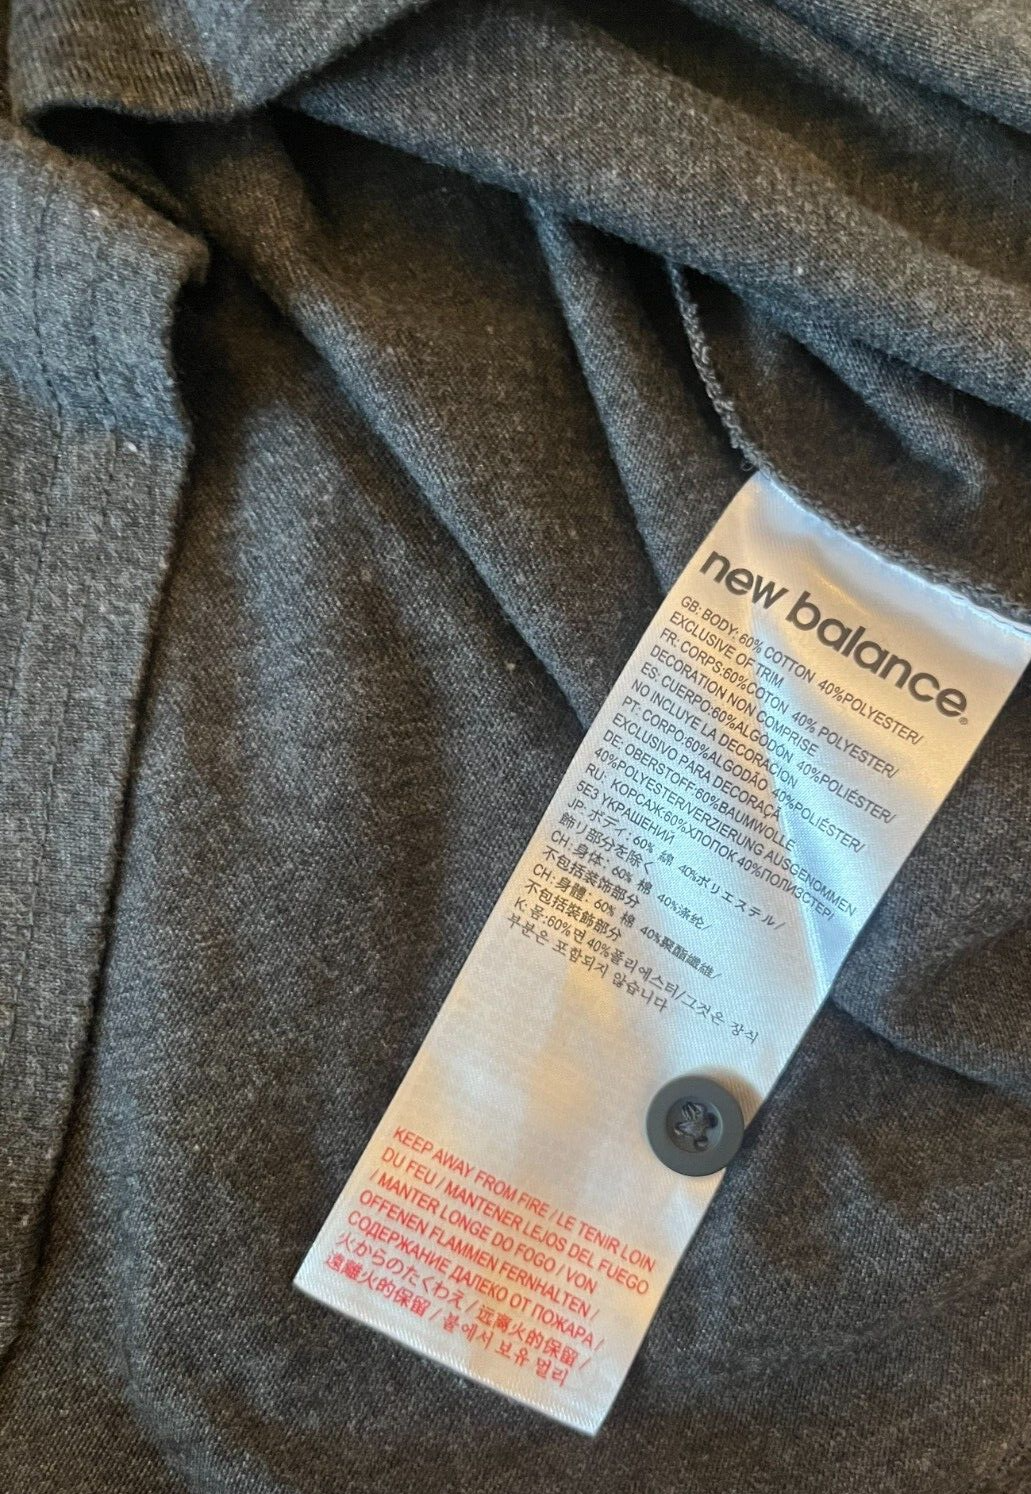 new balance®
GB: BODY: 60% COTTON 40%POLYESTER/
EXCLUSIVE OF TRIM
FR: CORPS:60%COTON 40% POLYESTER/
DECORATION NON COMPRISE
ES: CUERPO:60%ALGODÓN 40%POLIÉSTER/
NO INCLUYE LA DECORACION
PT: CORPO:60%ALGODÃO 40%POLIÉSTER/
EXCLUSIVO PARA DECORAÇÃ
DE: OBERSTOFF:60%BAUMWOLLE
40%POLYESTER/VERZIERUNG AUSGENOMMEN
RU: КОРСАЖ:60%ХЛОПОК 40%ПОЛИЭСТЕР/
5E3 УКРАШЕНИЙ
JP: ボディ: 60% 綿 40%ポリエステル/
飾リ部分を除く
CH: 身体: 60% 棉 40%涤纶/
不包括装饰部分
CH: 身體: 60% 棉 40%聚酯纖維/
不包括裝飾部分
K: 몸:60%면 40%폴리에스터/그것은 장식
부분은 포함되지 않습니다
KEEP AWAY FROM FIRE / LE TENIR LOIN
DU FEU / MANTENER LEJOS DEL FUEGO
/ MANTER LONGE DO FOGO / VON
OFFENEN FLAMMEN FERNHALTEN /
СОДЕРЖАНИЕ ДАЛЕКО ОТ ПОЖАРА /
火からのたくわえ / 远离火的保留 /
遠離火的保留 / 불에서 보유 멀리